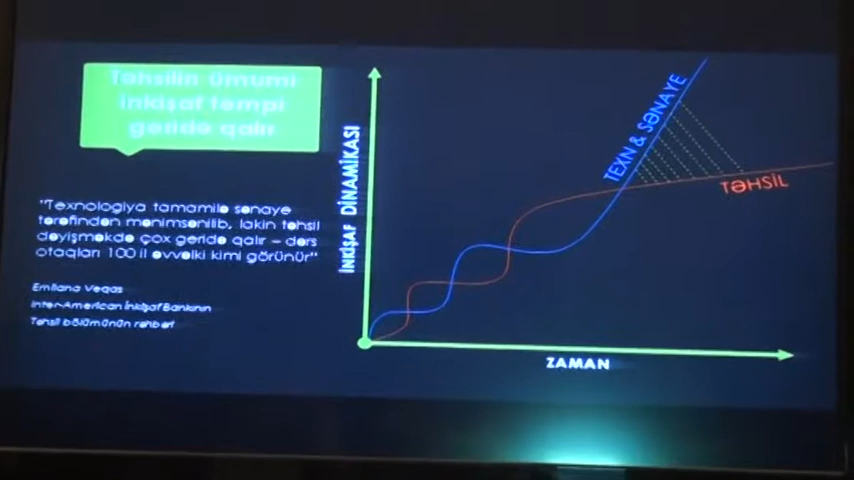 Təhsilin ümumi
inkişaf tempi
geridə qalır
"Texnologiya tamamilə sənaye
tərəfindən mənimsənilib, lakin təhsil
dəyişməkdə çox geridə qalır – dərs
otaqları 100 il əvvəlki kimi görünür"
Emiliana Vegas
Inter-American İnkişaf Bankının
Təhsil bölümünün rəhbəri
İNKİŞAF DİNAMİKASI
TEXN & SƏNAYE
TƏHSİL
ZAMAN